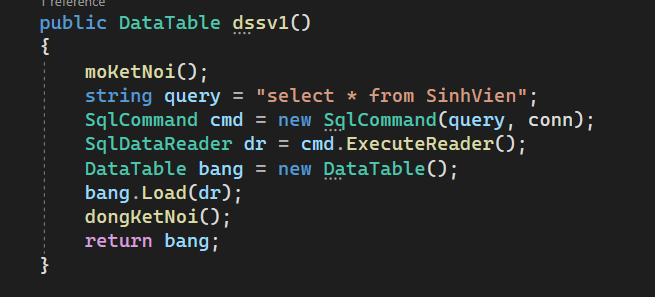 1 reference
public DataTable dssv1()
{
moKetNoi();
string query = "select * from SinhVien";
SqlCommand cmd = new SqlCommand(query, conn);
SqlDataReader dr = cmd.ExecuteReader();
DataTable bang = new DataTable();
bang.Load(dr);
dongKetNoi();
return bang;
}